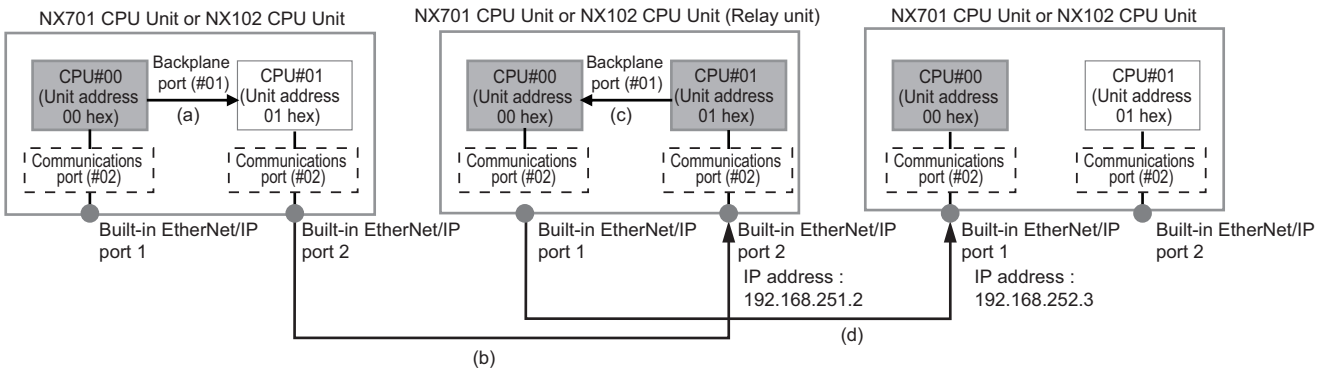 NX701 CPU Unit or NX102 CPU Unit
CPU#00
(Unit address
00 hex)
Backplane
port (#01)
(a)
CPU#01
(Unit address
01 hex)
Communications
port (#02)
Communications
port (#02)
Built-in EtherNet/IP
port 1
Built-in EtherNet/IP
port 2
NX701 CPU Unit or NX102 CPU Unit (Relay unit)
CPU#00
(Unit address
00 hex)
Backplane
port (#01)
(c)
CPU#01
(Unit address
01 hex)
Communications
port (#02)
Communications
port (#02)
Built-in EtherNet/IP
port 1
Built-in EtherNet/IP
port 2
IP address :
192.168.251.2
NX701 CPU Unit or NX102 CPU Unit
CPU#00
(Unit address
00 hex)
CPU#01
(Unit address
01 hex)
Communications
port (#02)
Communications
port (#02)
Built-in EtherNet/IP
port 1
IP address :
192.168.252.3
Built-in EtherNet/IP
port 2
(d)
(b)